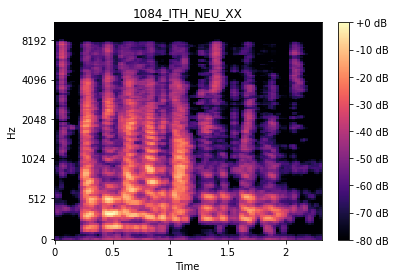 1084_ITH_NEU_XX
8192
4096
2048
1024
512
0
Hz
0
0.5
1
1.5
2
Time
+0 dB
-10 dB
-20 dB
-30 dB
-40 dB
-50 dB
-60 dB
-70 dB
-80 dB